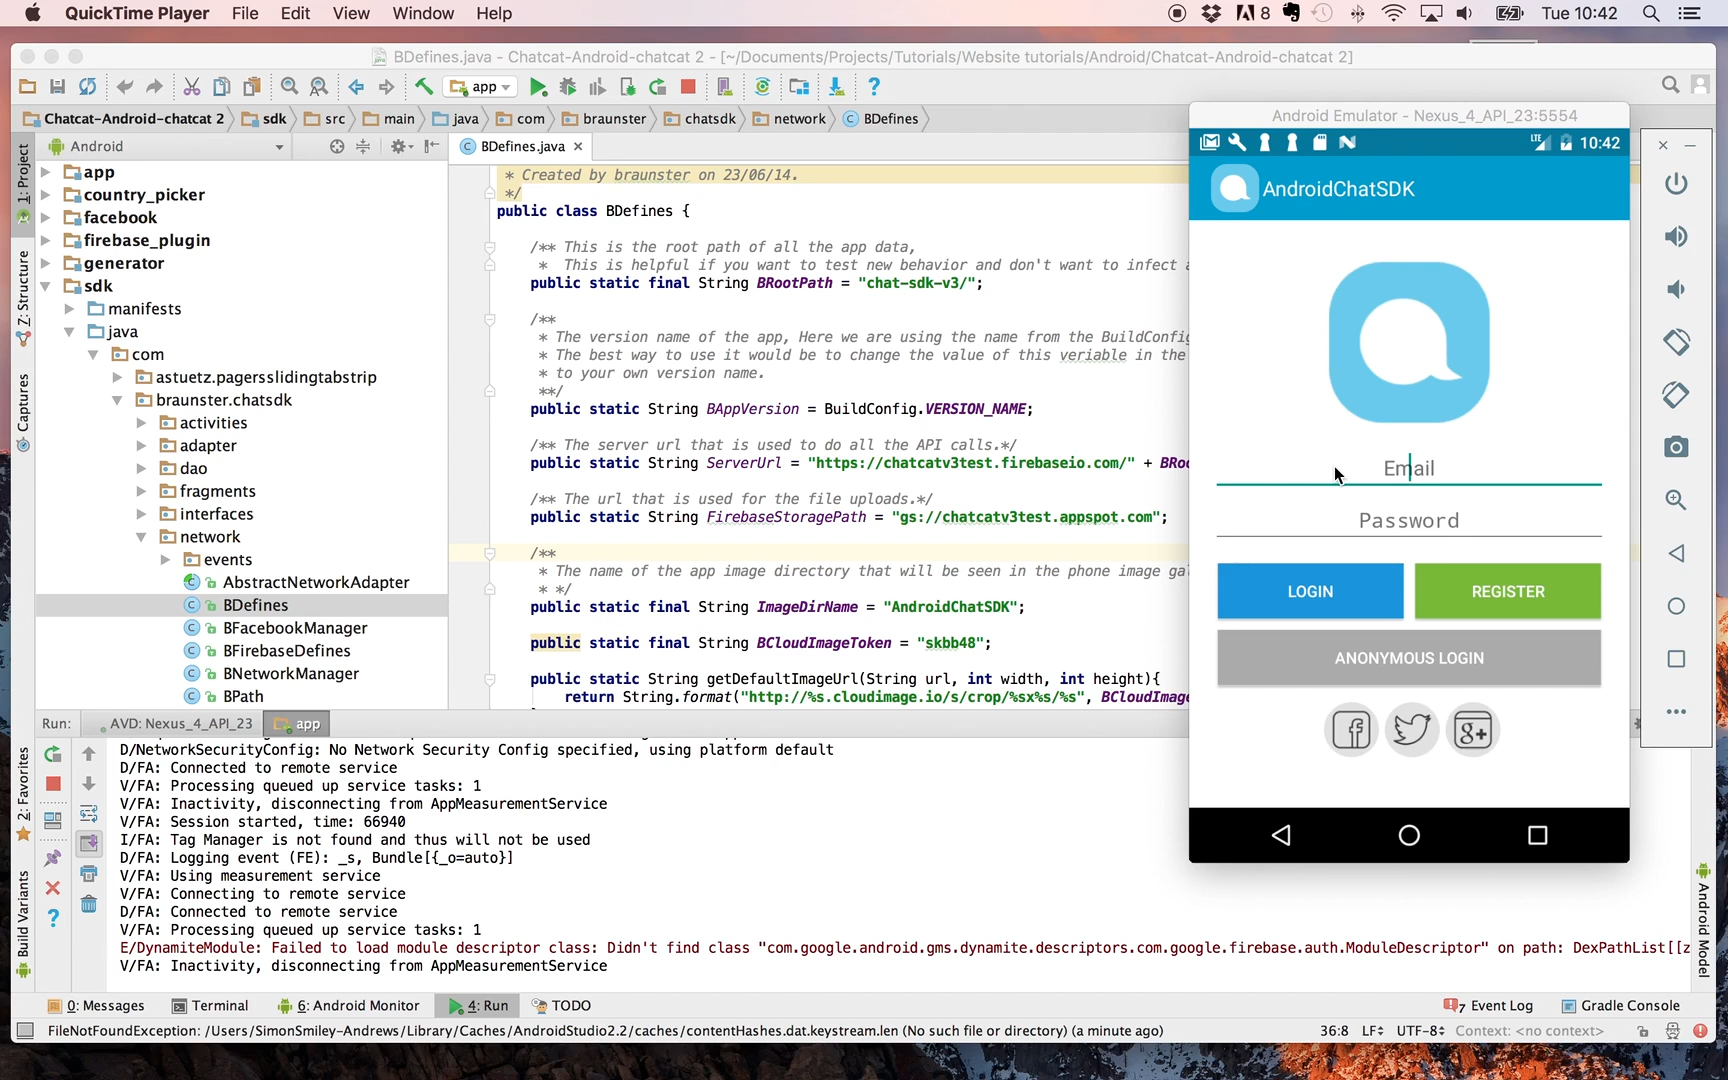 QuickTime Player File Edit View Window Help
8 Tue 10:42
BDefines.java - Chatcat-Android-chatcat 2 - [~/Documents/Projects/Tutorials/Website tutorials/Android/Chatcat-Android-chatcat 2]
app
Chatcat-Android-chatcat 2 sdk src main java com braunster chatsdk network BDefines
Android
BDefines.java
1: Project
Z: Structure
Captures
2: Favorites
Build Variants
app
country_picker
facebook
firebase_plugin
generator
sdk
manifests
java
com
astuetz.pagersslidingtabstrip
braunster.chatsdk
activities
adapter
dao
fragments
interfaces
network
events
AbstractNetworkAdapter
BDefines
BFacebookManager
BFirebaseDefines
BNetworkManager
BPath
* Created by braunster on 23/06/14.
*/
public class BDefines {
/** This is the root path of all the app data,
* This is helpful if you want to test new behavior and don't want to infect
public static final String BRootPath = "chat-sdk-v3/";
/**
* The version name of the app, Here we are using the name from the BuildConfig
* The best way to use it would be to change the value of this veriable in the
* to your own version name.
**/
public static String BAppVersion = BuildConfig.VERSION_NAME;
/** The server url that is used to do all the API calls.*/
public static String ServerUrl = "https://chatcatv3test.firebaseio.com/" + BRoo
/** The url that is used for the file uploads.*/
public static String FirebaseStoragePath = "gs://chatcatv3test.appspot.com";
/**
* The name of the app image directory that will be seen in the phone image gal
* */
public static final String ImageDirName = "AndroidChatSDK";
public static final String BCloudImageToken = "skbb48";
public static String getDefaultImageUrl(String url, int width, int height){
return String.format("http://%s.cloudimage.io/s/crop/%sx%s/%s", BCloudImage
Android Emulator - Nexus_4_API_23:5554
LTE 10:42
AndroidChatSDK
Email
Password
LOGIN REGISTER
ANONYMOUS LOGIN
Run: AVD: Nexus_4_API_23 app
D/NetworkSecurityConfig: No Network Security Config specified, using platform default
D/FA: Connected to remote service
V/FA: Processing queued up service tasks: 1
V/FA: Inactivity, disconnecting from AppMeasurementService
V/FA: Session started, time: 66940
I/FA: Tag Manager is not found and thus will not be used
D/FA: Logging event (FE): _s, Bundle[{_o=auto}]
V/FA: Using measurement service
V/FA: Connecting to remote service
D/FA: Connected to remote service
V/FA: Processing queued up service tasks: 1
E/DynamiteModule: Failed to load module descriptor class: Didn't find class "com.google.android.gms.dynamite.descriptors.com.google.firebase.auth.ModuleDescriptor" on path: DexPathList[[z
V/FA: Inactivity, disconnecting from AppMeasurementService
Android Model
0: Messages Terminal 6: Android Monitor 4: Run TODO 7 Event Log Gradle Console
FileNotFoundException: /Users/SimonSmiley-Andrews/Library/Caches/AndroidStudio2.2/caches/contentHashes.dat.keystream.len (No such file or directory) (a minute ago) 36:8 LF UTF-8 Context: <no context>